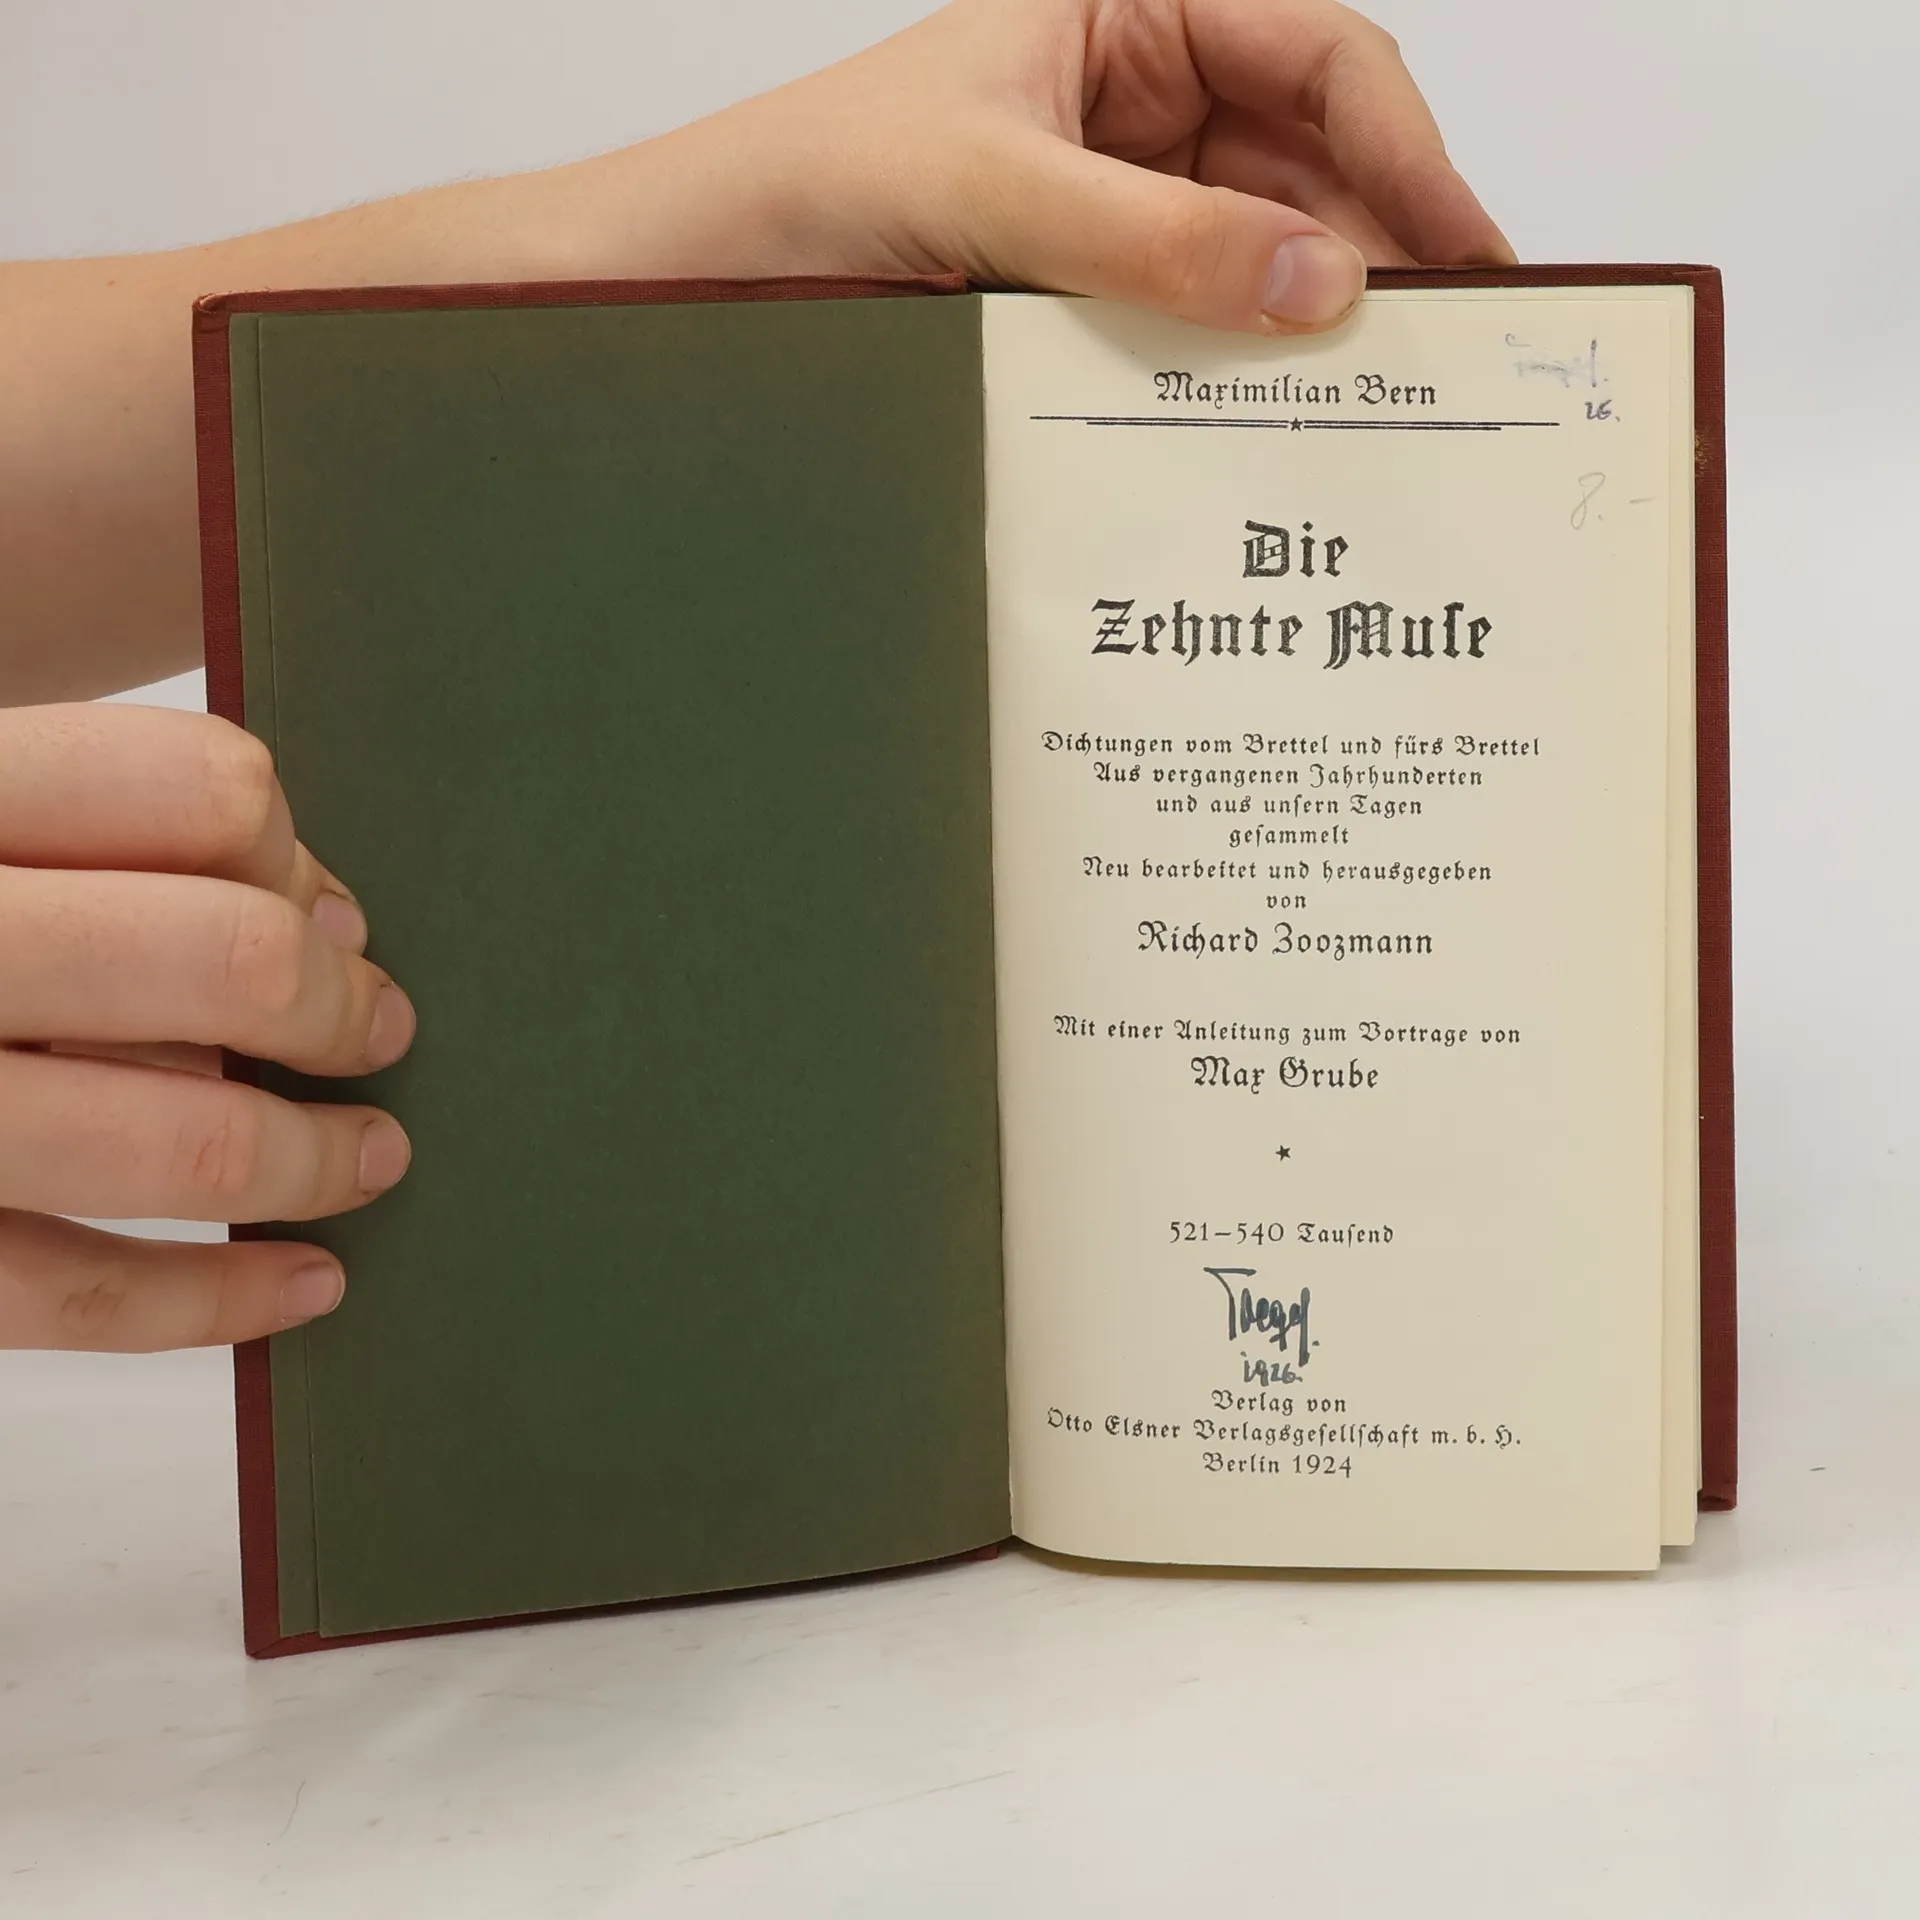 Maximilian Bern
26.
8. –
Die
Zehnte Muſe
Dichtungen vom Brettel und fürs Brettel
Aus vergangenen Jahrhunderten
und aus unſern Tagen
geſammelt
Neu bearbeitet und herausgegeben
von
Richard Zoozmann
Mit einer Anleitung zum Vortrage von
Max Grube
521–540 Tauſend
1926.
Verlag von
Otto Elsner Verlagsgeſellſchaft m. b. H.
Berlin 1924